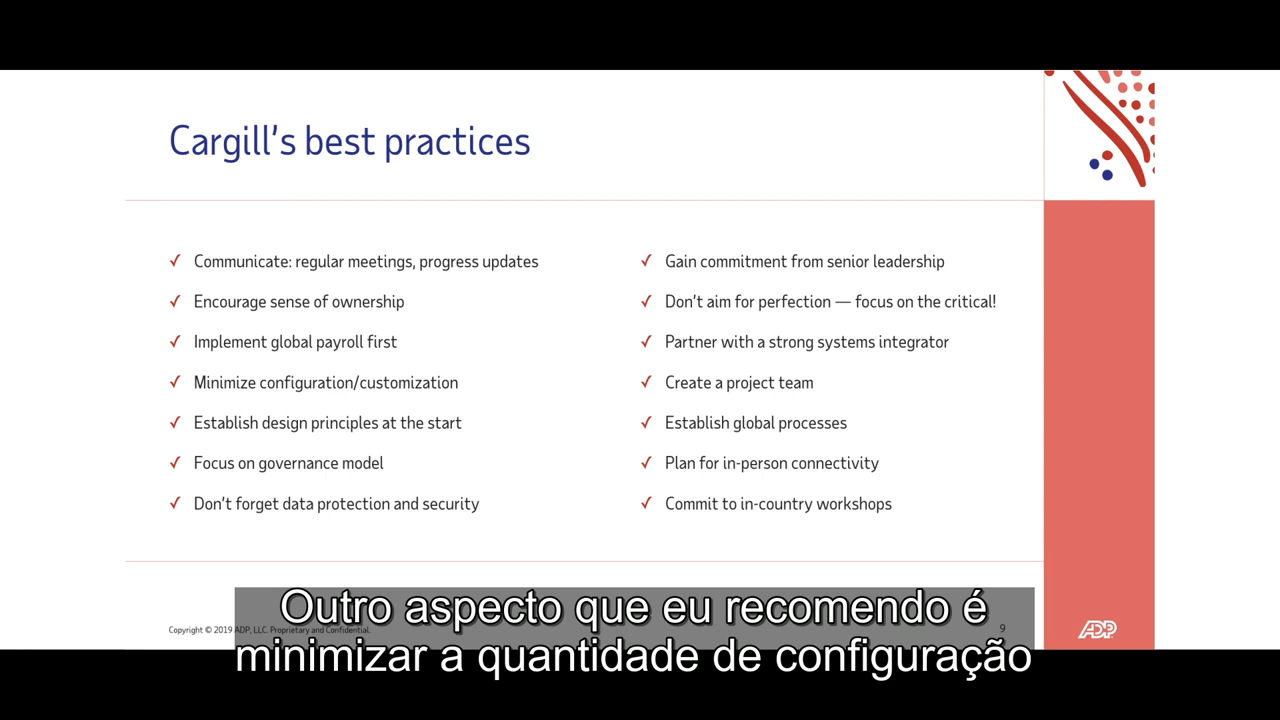 Cargill's best practices
✓ Communicate: regular meetings, progress updates
✓ Encourage sense of ownership
✓ Implement global payroll first
✓ Minimize configuration/customization
✓ Establish design principles at the start
✓ Focus on governance model
✓ Don't forget data protection and security
✓ Gain commitment from senior leadership
✓ Don't aim for perfection — focus on the critical!
✓ Partner with a strong systems integrator
✓ Create a project team
✓ Establish global processes
✓ Plan for in-person connectivity
✓ Commit to in-country workshops
Outro aspecto que eu recomendo é
minimizar a quantidade de configuração
Copyright © 2019 ADP, LLC. Proprietary and Confidential.
9
ADP